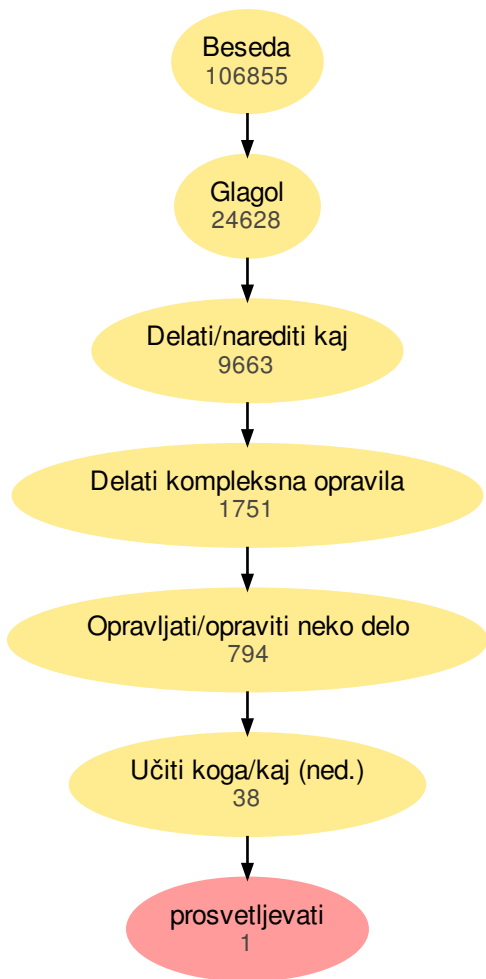 Beseda
106855
Glagol
24628
Delati/narediti kaj
9663
Delati kompleksna opravila
1751
Opravljati/opraviti neko delo
794
Učiti koga/kaj (ned.)
38
prosvetljevati
1